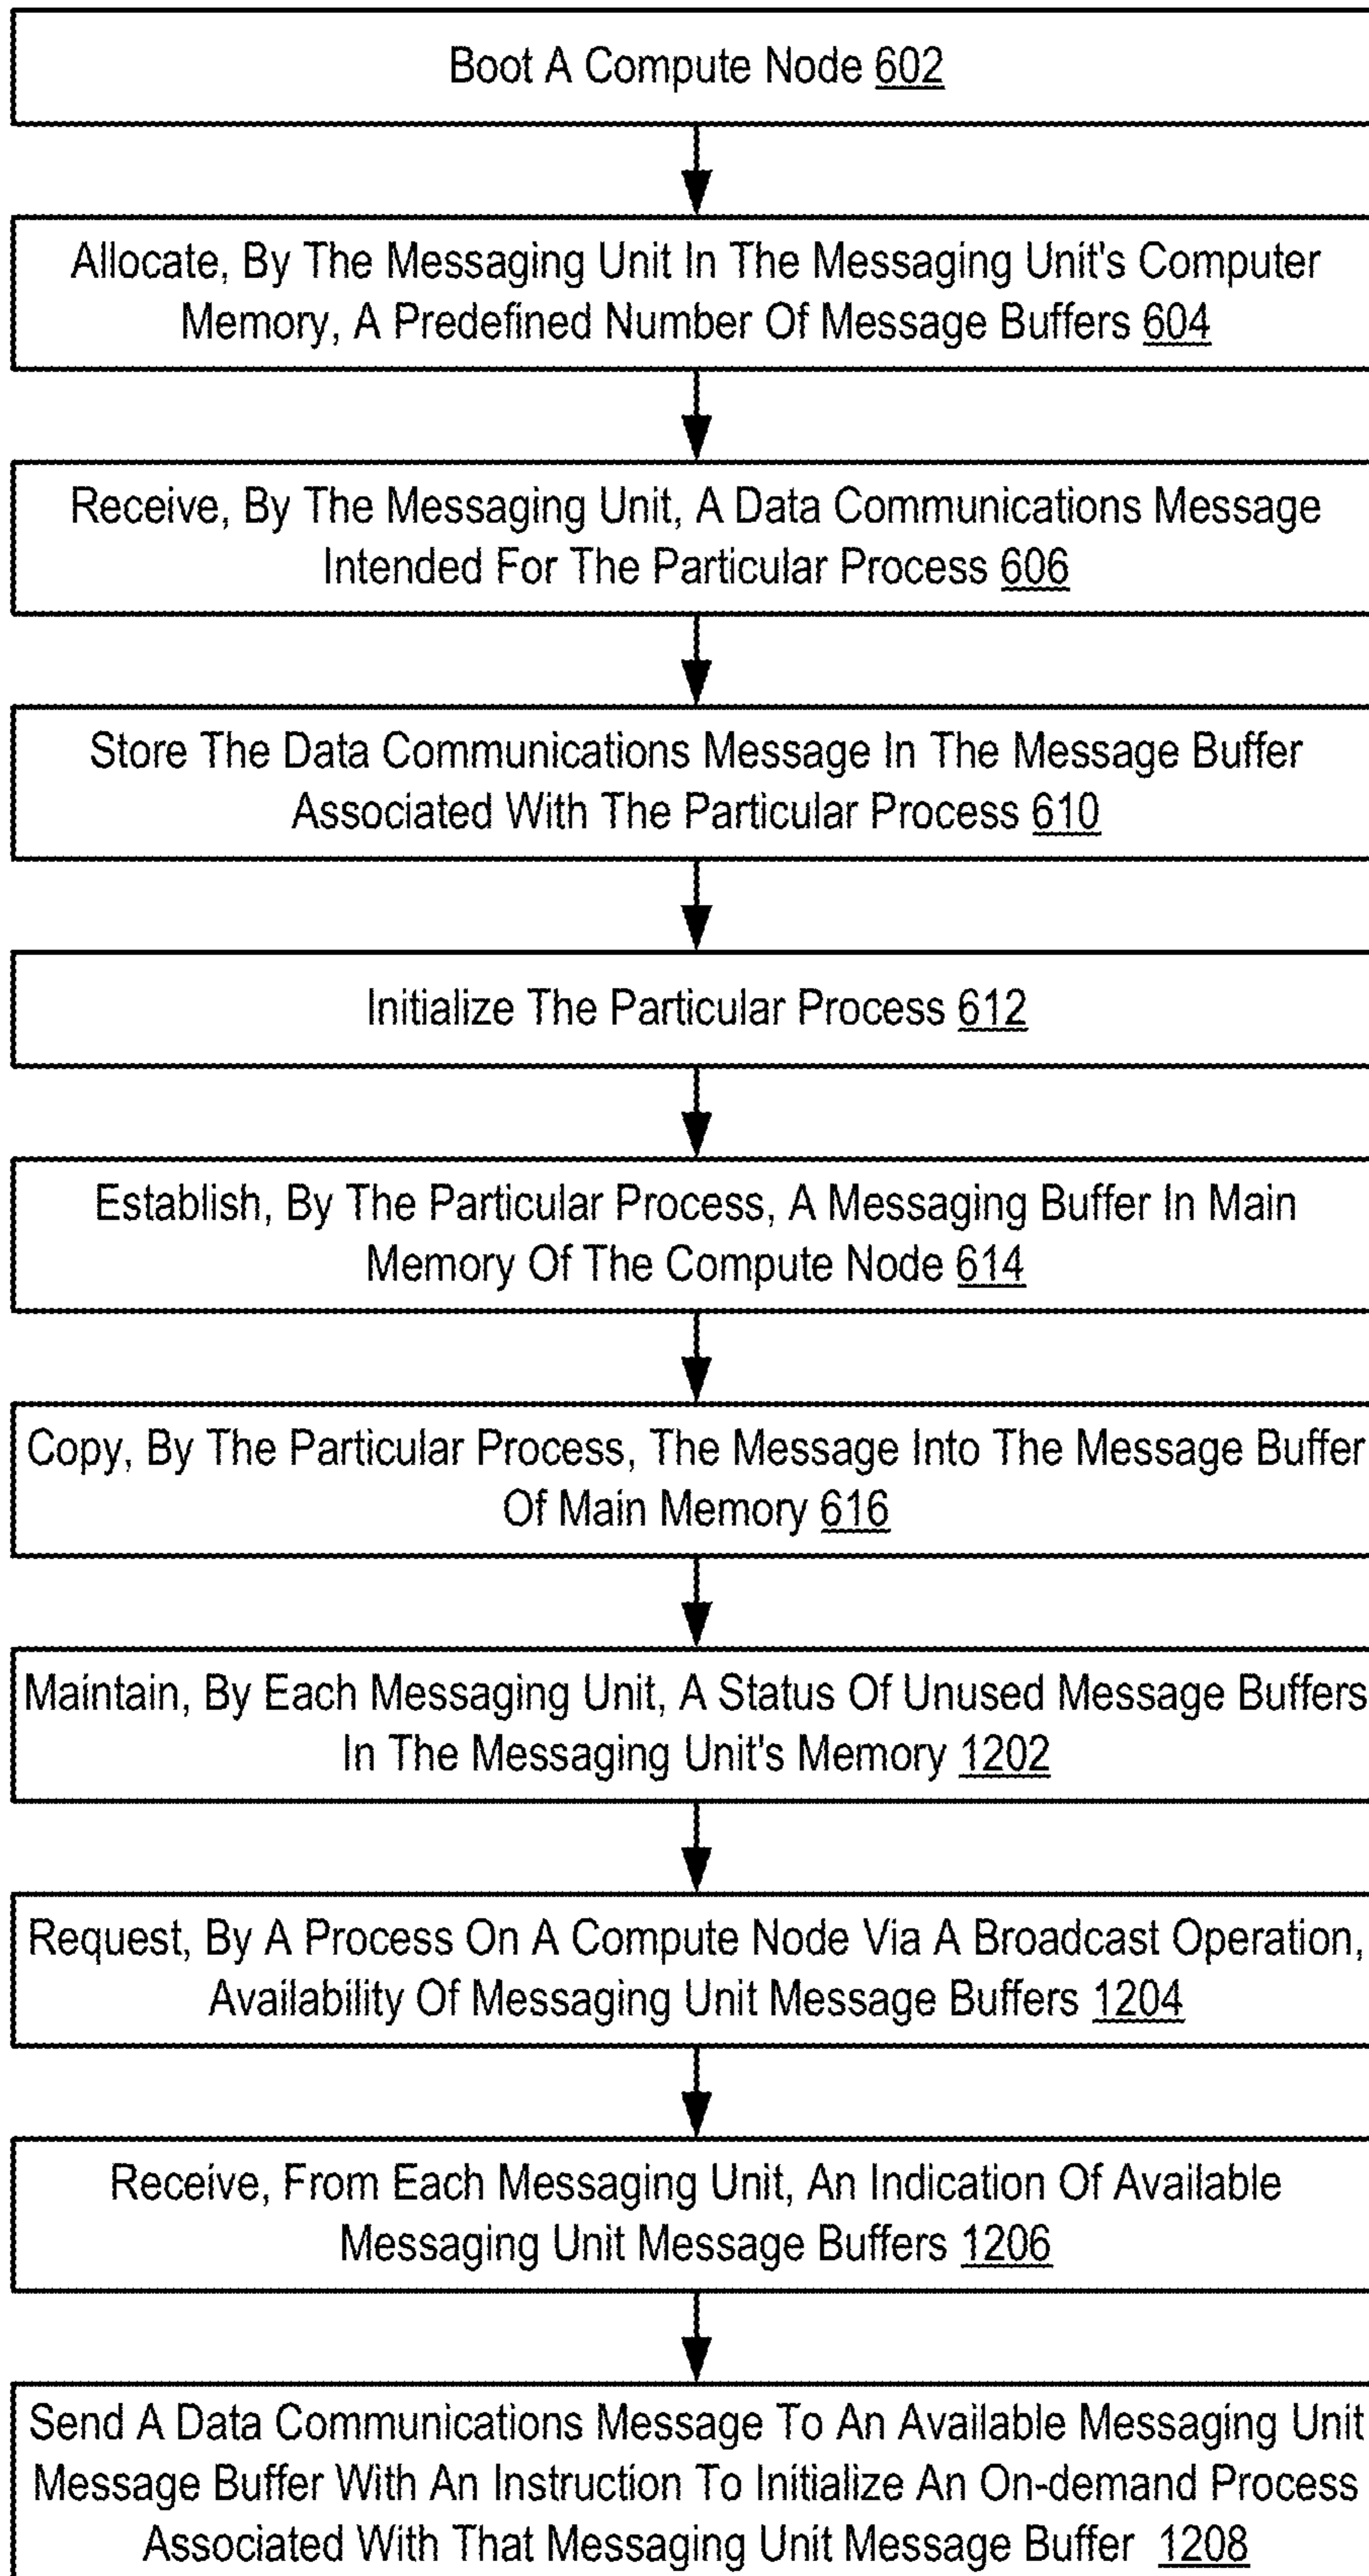 Boot A Compute Node 602
Allocate, By The Messaging Unit In The Messaging Unit's Computer
Memory, A Predefined Number Of Message Buffers 604
Receive, By The Messaging Unit, A Data Communications Message
Intended For The Particular Process 606
Store The Data Communications Message In The Message Buffer
Associated With The Particular Process 610
Initialize The Particular Process 612
Establish, By The Particular Process, A Messaging Buffer In Main
Memory Of The Compute Node 614
Copy, By The Particular Process, The Message Into The Message Buffer
Of Main Memory 616
Maintain, By Each Messaging Unit, A Status Of Unused Message Buffers
In The Messaging Unit's Memory 1202
Request, By A Process On A Compute Node Via A Broadcast Operation,
Availability Of Messaging Unit Message Buffers 1204
Receive, From Each Messaging Unit, An Indication Of Available
Messaging Unit Message Buffers 1206
Send A Data Communications Message To An Available Messaging Unit
Message Buffer With An Instruction To Initialize An On-demand Process
Associated With That Messaging Unit Message Buffer 1208